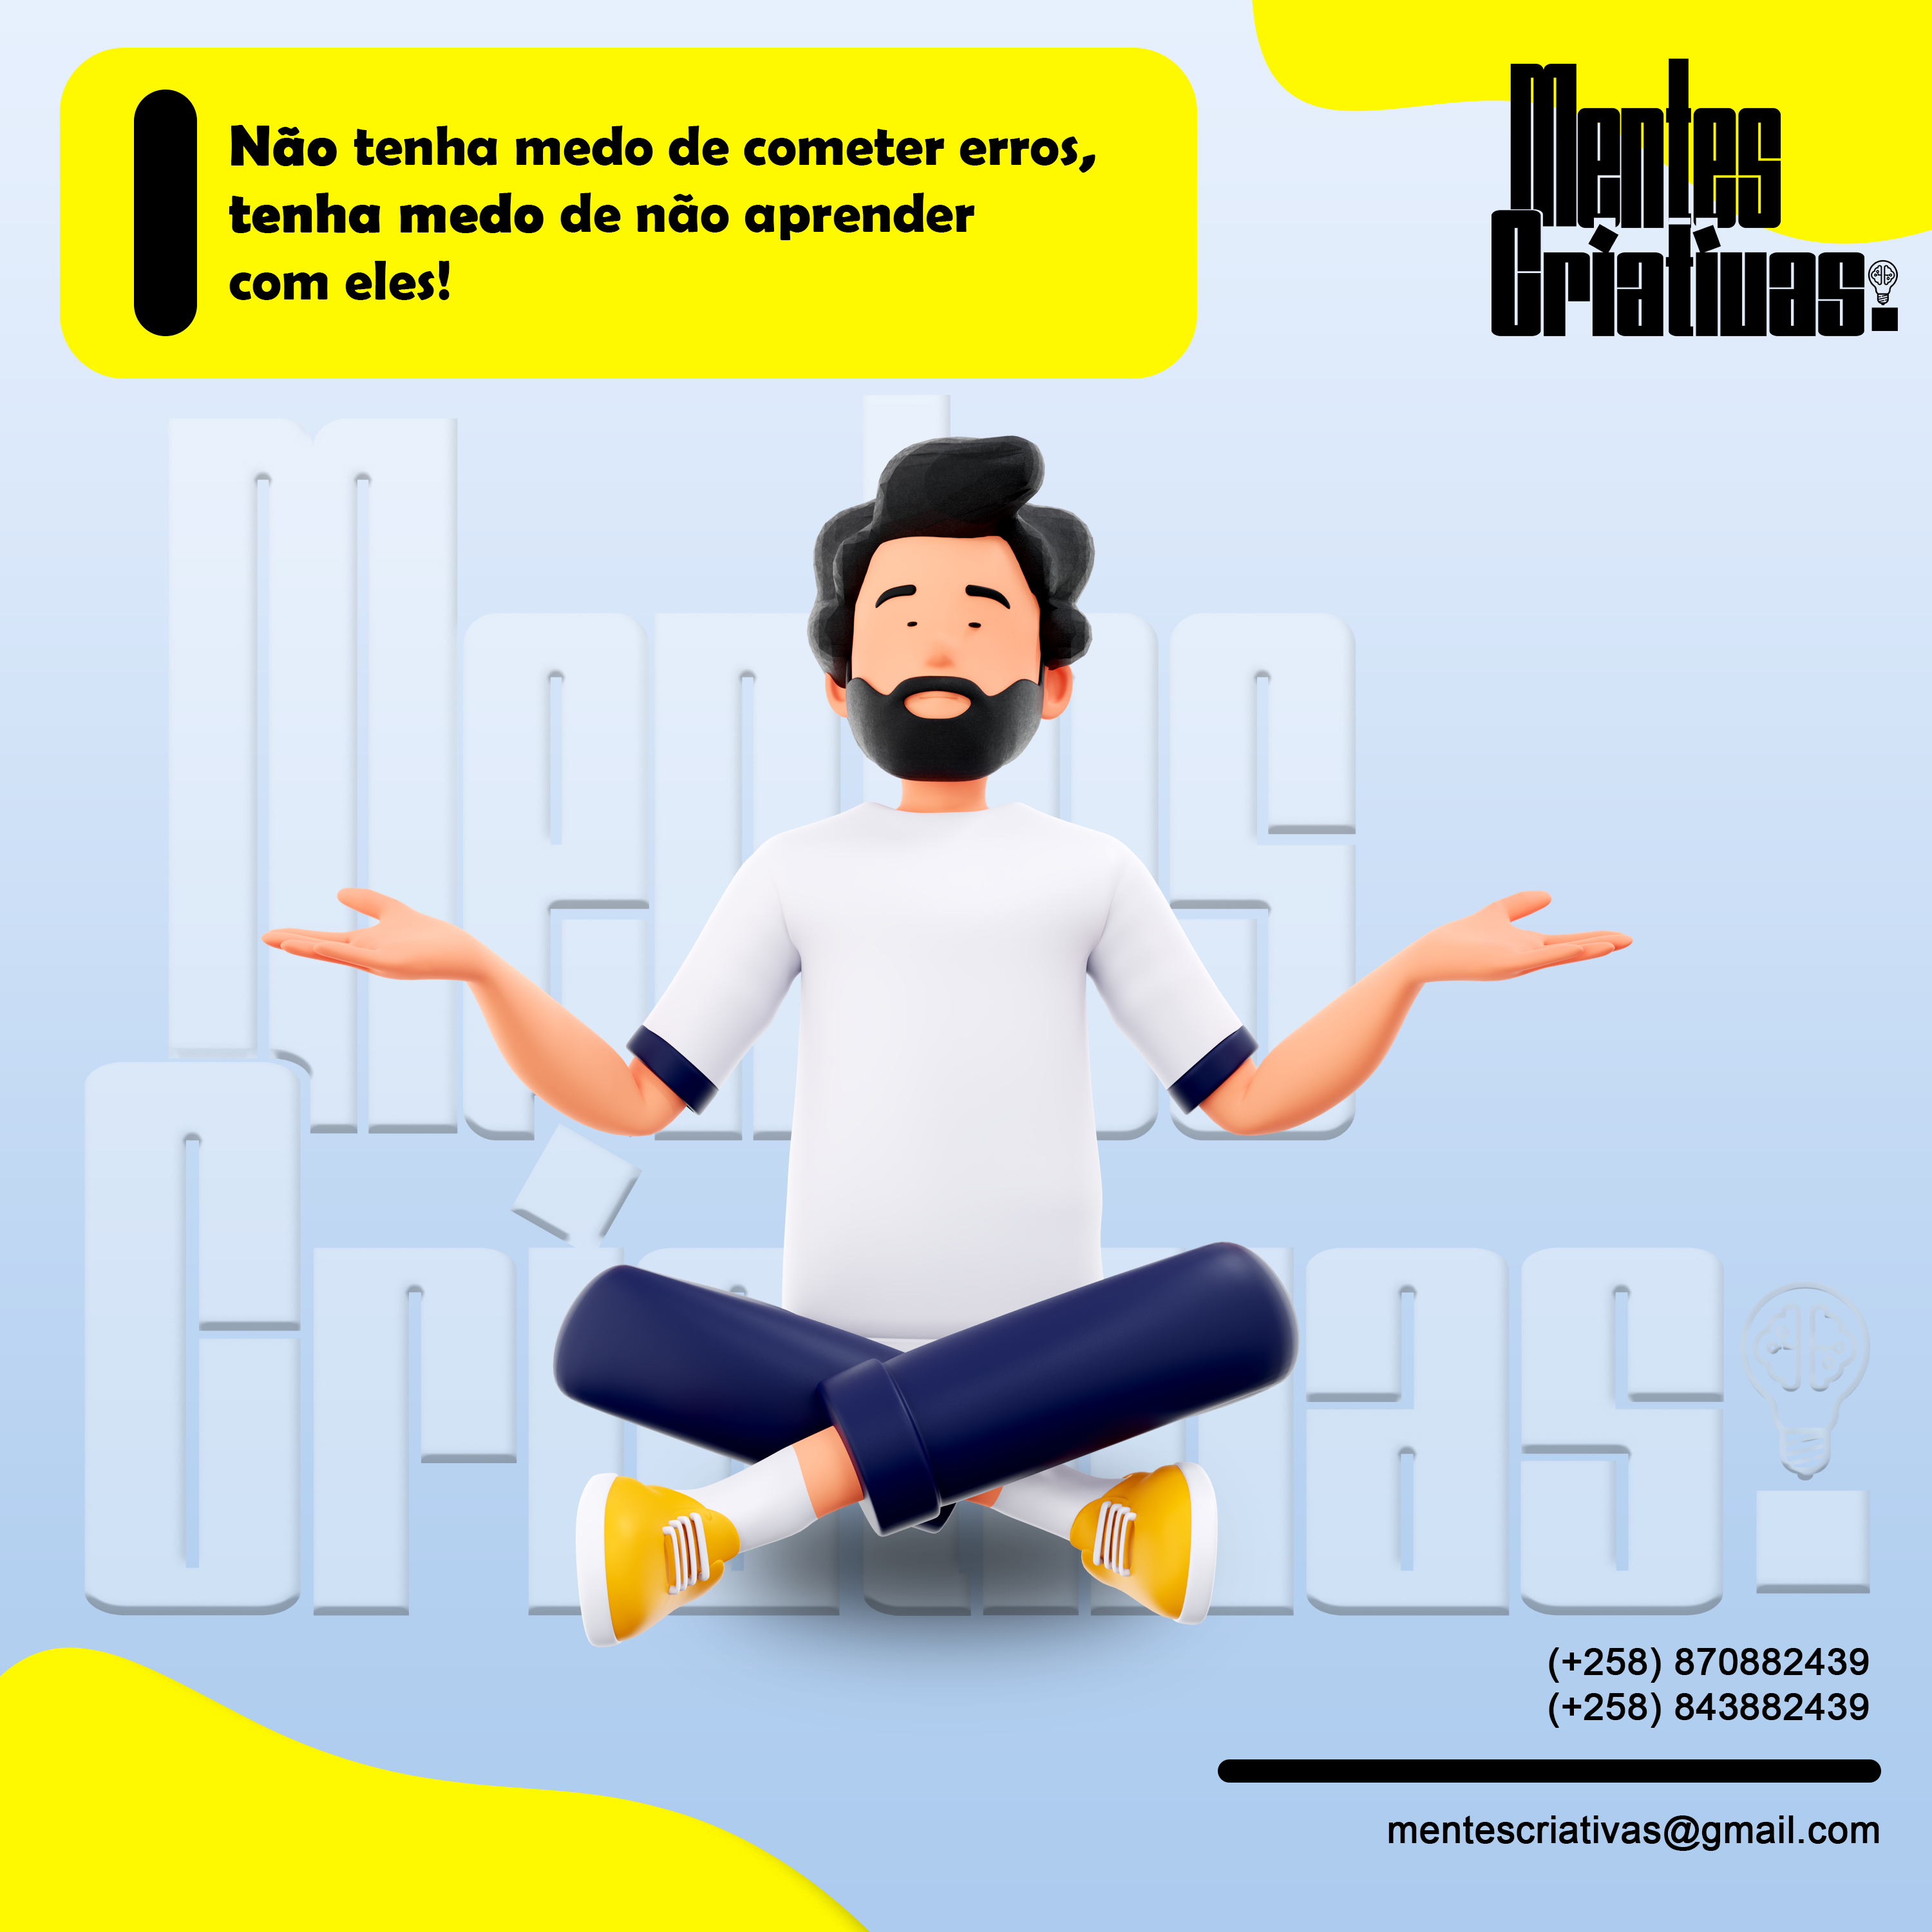 Não tenha medo de cometer erros,
tenha medo de não aprender
com eles!
Mentes
Criativas
Mentes
Criativas
(+258) 870882439
(+258) 843882439
mentescriativas@gmail.com